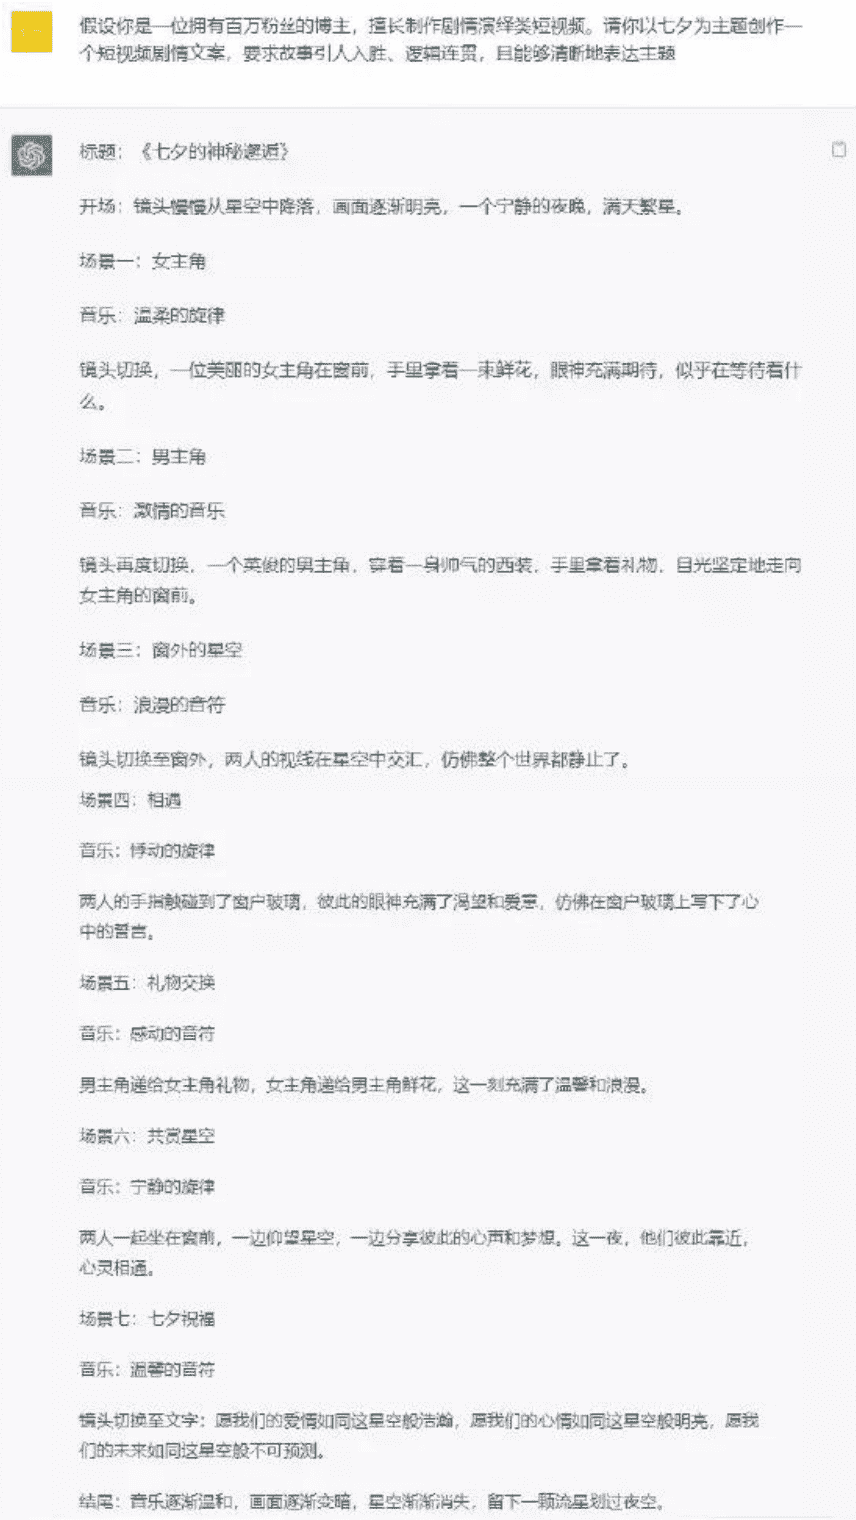 假设你是一位拥有百万粉丝的博主，擅长制作剧情演绎类短视频。请你以七夕为主题创作一
个短视频剧情文案，要求故事引人入胜、逻辑连贯，且能够清晰地表达主题
标题：《七夕的神秘邂逅》
开场：镜头慢慢从星空中降落，画面逐渐明亮，一个宁静的夜晚，满天繁星。
场景一：女主角
音乐：温柔的旋律
镜头切换，一位美丽的女主角在窗前，手里拿着一束鲜花，眼神充满期待，似乎在等待着什
么。
场景二：男主角
音乐：激情的音乐
镜头再度切换，一个英俊的男主角，穿着一身帅气的西装，手里拿着礼物，目光坚定地走向
女主角的窗前。
场景三：窗外的星空
音乐：浪漫的音符
镜头切换至窗外，两人的视线在星空中交汇，仿佛整个世界都静止了。
场景四：相遇
音乐：悸动的旋律
两人的手指触碰到了窗户玻璃，彼此的眼神充满了渴望和爱意，仿佛在窗户玻璃上写下了心
中的誓言。
场景五：礼物交换
音乐：感动的音符
男主角递给女主角礼物，女主角递给男主角鲜花，这一刻充满了温馨和浪漫。
场景六：共赏星空
音乐：宁静的旋律
两人一起坐在窗前，一边仰望星空，一边分享彼此的心声和梦想。这一夜，他们彼此靠近，
心灵相通。
场景七：七夕祝福
音乐：温馨的音符
镜头切换至文字：愿我们的爱情如同这星空般浩瀚，愿我们的心情如同这星空般明亮，愿我
们的未来如同这星空般不可预测。
结尾：音乐逐渐温和，画面逐渐变暗，星空渐渐消失，留下一颗流星划过夜空。